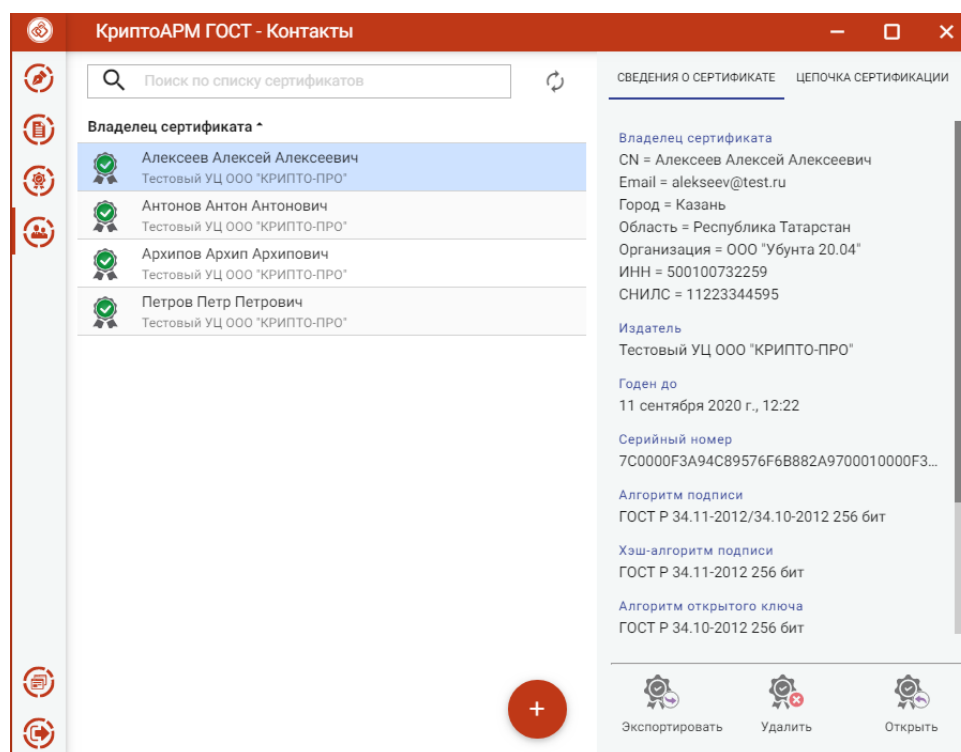 КриптоАРМ ГОСТ - Контакты
Поиск по списку сертификатов
Владелец сертификата
Алексеев Алексей Алексеевич
Тестовый УЦ ООО "КРИПТО-ПРО"
Антонов Антон Антонович
Тестовый УЦ ООО "КРИПТО-ПРО"
Архипов Архип Архипович
Тестовый УЦ ООО "КРИПТО-ПРО"
Петров Петр Петрович
Тестовый УЦ ООО "КРИПТО-ПРО"
СВЕДЕНИЯ О СЕРТИФИКАТЕ ЦЕПОЧКА СЕРТИФИКАЦИИ
Владелец сертификата
CN = Алексеев Алексей Алексеевич
Email = alekseev@test.ru
Город = Казань
Область = Республика Татарстан
Организация = ООО "Убунта 20.04"
ИНН = 500100732259
СНИЛС = 11223344595
Издатель
Тестовый УЦ ООО "КРИПТО-ПРО"
Годен до
11 сентября 2020 г., 12:22
Серийный номер
7C0000F3A94C89576F6B882A9700010000F3...
Алгоритм подписи
ГОСТ Р 34.11-2012/34.10-2012 256 бит
Хэш-алгоритм подписи
ГОСТ Р 34.11-2012 256 бит
Алгоритм открытого ключа
ГОСТ Р 34.10-2012 256 бит
Экспортировать Удалить Открыть